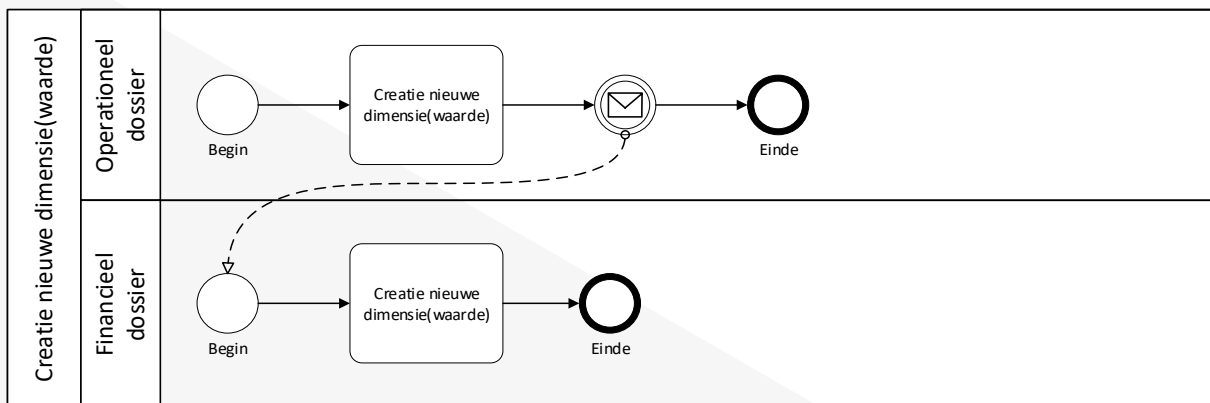 Creatie nieuwe dimensie(waarde)
Operationeel
dossier
Begin
Creatie nieuwe
dimensie(waarde)
Einde
Financieel
dossier
Begin
Creatie nieuwe
dimensie(waarde)
Einde